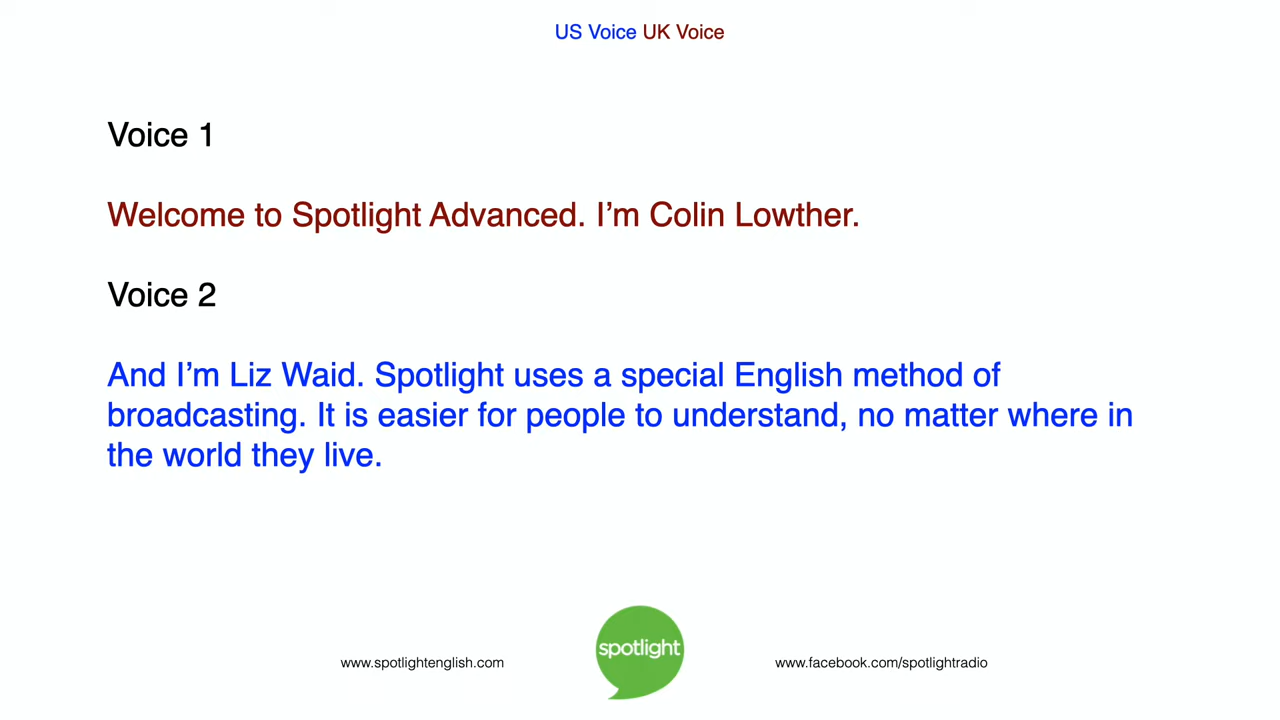 US Voice UK Voice
Voice 1
Welcome to Spotlight Advanced. I’m Colin Lowther.
Voice 2
And I’m Liz Waid. Spotlight uses a special English method of
broadcasting. It is easier for people to understand, no matter where in
the world they live.
spotlight
www.spotlightenglish.com
www.facebook.com/spotlightradio